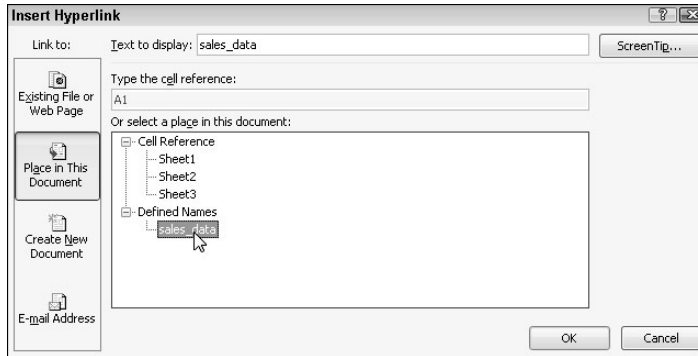 Insert Hyperlink
Link to:
Text to display: sales_data
ScreenTip...
Existing File or
Web Page
Type the cell reference:
A1
Or select a place in this document:
Cell Reference
Sheet1
Sheet2
Sheet3
Defined Names
sales_data
Place in This
Document
Create New
Document
E-mail Address
OK
Cancel